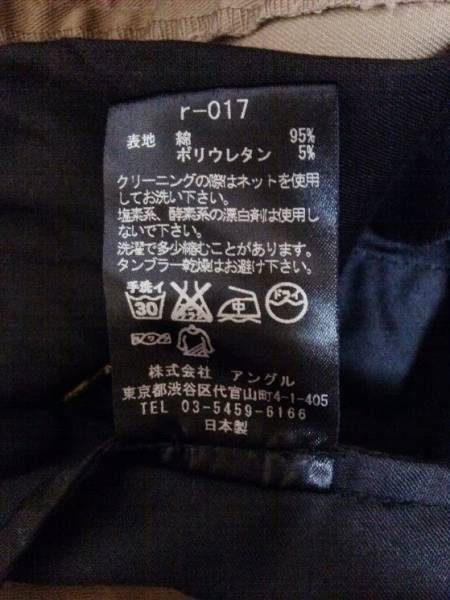 r-017
表地 綿 95%
ポリウレタン 5%
クリーニングの際はネットを使用
してお洗い下さい。
塩素系、酵素系の漂白剤は使用し
ないで下さい。
洗濯で多少縮むことがあります。
タンブラー乾燥はお避け下さい。
手洗イ
30 中 ドライ
株式会社 アングル
東京都渋谷区代官山町4-1-405
TEL 03-5459-6166
日本製